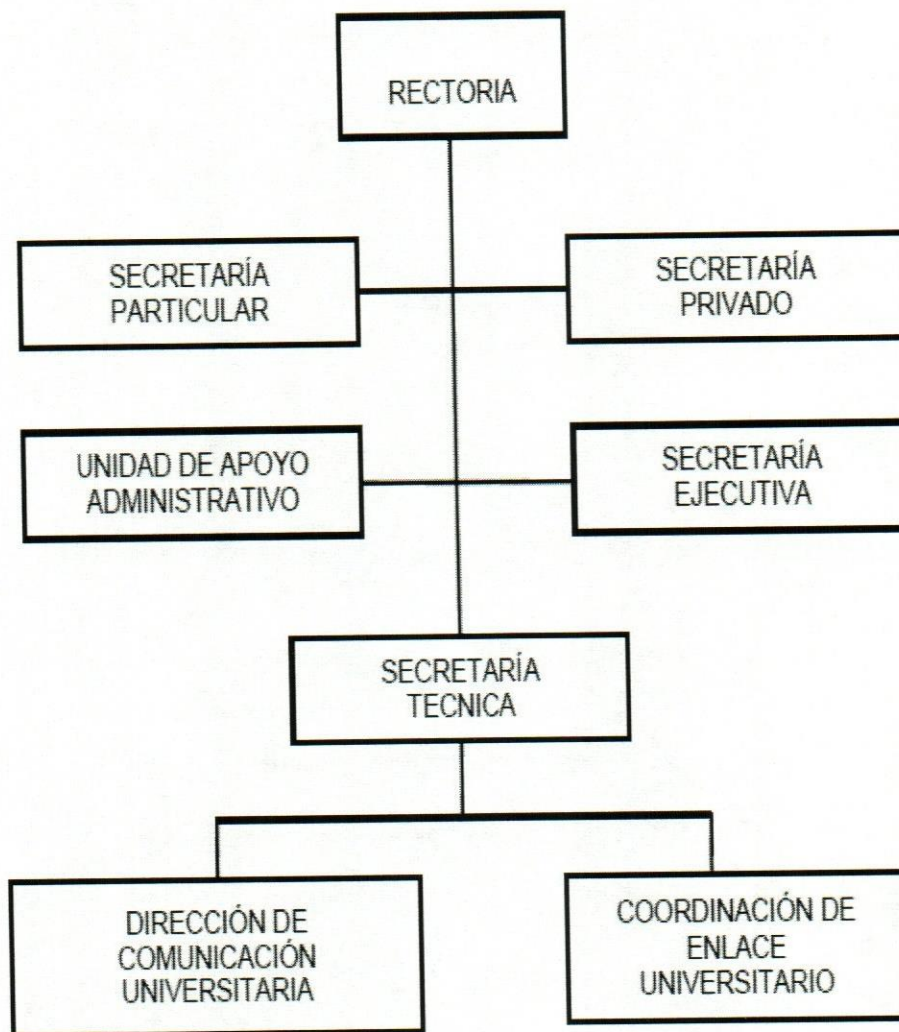 RECTORIA
SECRETARÍA
PARTICULAR
SECRETARÍA
PRIVADO
UNIDAD DE APOYO
ADMINISTRATIVO
SECRETARÍA
EJECUTIVA
SECRETARÍA
TECNICA
DIRECCIÓN DE
COMUNICACIÓN
UNIVERSITARIA
COORDINACIÓN DE
ENLACE
UNIVERSITARIO